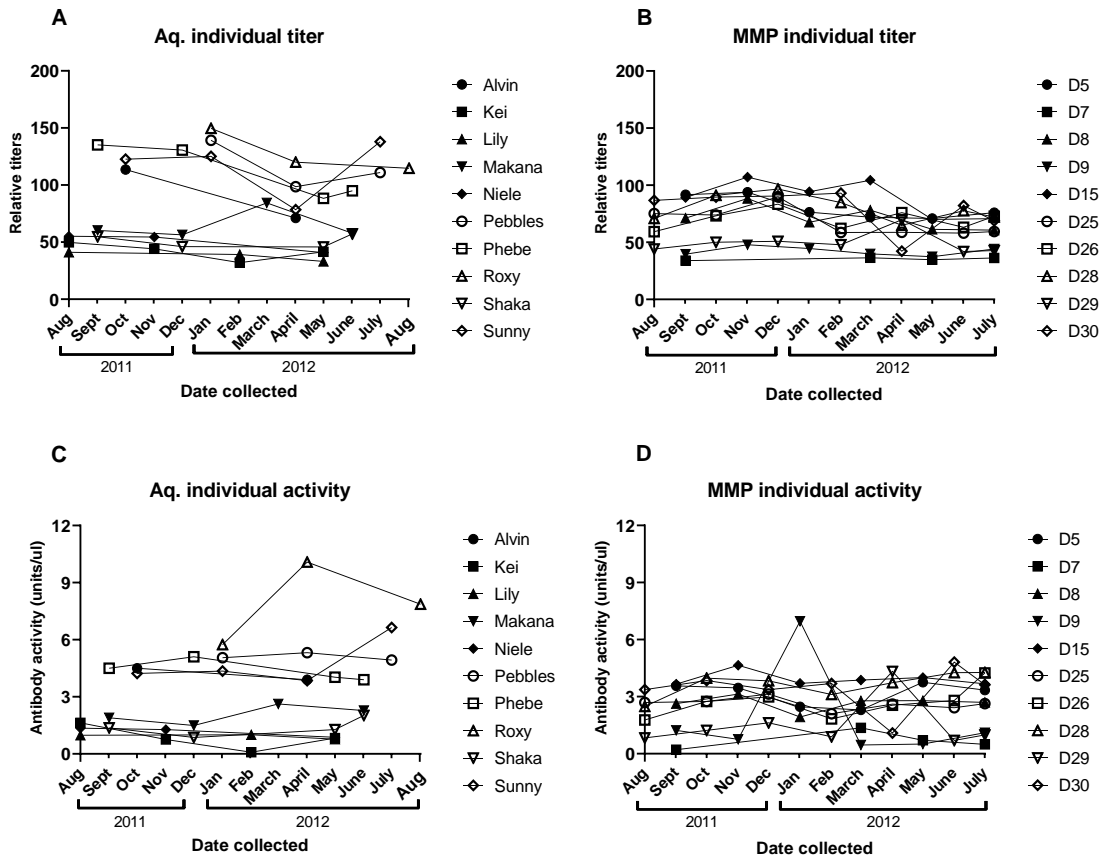 A
Aq. individual titer
Relative titers
200
150
100
50
0
Aug
Sept
Oct
Nov
Dec
Jan
Feb
March
April
May
June
July
Aug
2011
2012
Date collected
Alvin
Kei
Lily
Makana
Niele
Pebbles
Phebe
Roxy
Shaka
Sunny
B
MMP individual titer
Relative titers
200
150
100
50
0
Aug
Sept
Oct
Nov
Dec
Jan
Feb
March
April
May
June
July
2011
2012
Date collected
D5
D7
D8
D9
D15
D25
D26
D28
D29
D30
C
Aq. individual activity
Antibody activity (units/ul)
12
9
6
3
0
Aug
Sept
Oct
Nov
Dec
Jan
Feb
March
April
May
June
July
Aug
2011
2012
Date collected
Alvin
Kei
Lily
Makana
Niele
Pebbles
Phebe
Roxy
Shaka
Sunny
D
MMP individual activity
Antibody activity (units/ul)
12
9
6
3
0
Aug
Sept
Oct
Nov
Dec
Jan
Feb
March
April
May
June
July
2011
2012
Date collected
D5
D7
D8
D9
D15
D25
D26
D28
D29
D30